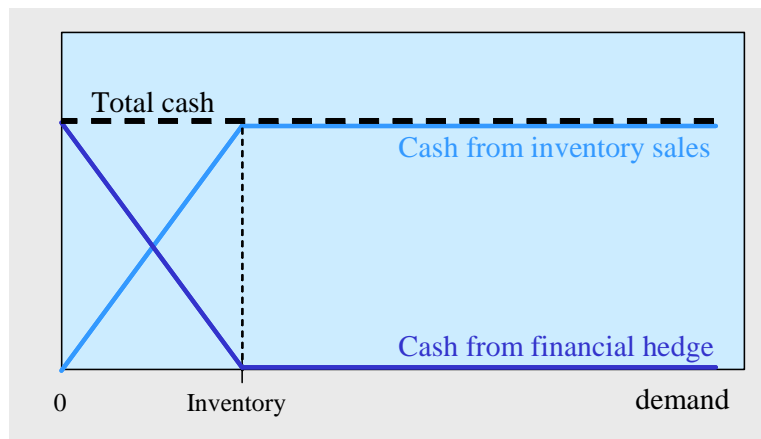 Total cash
Cash from inventory sales
Cash from financial hedge
0
Inventory
demand